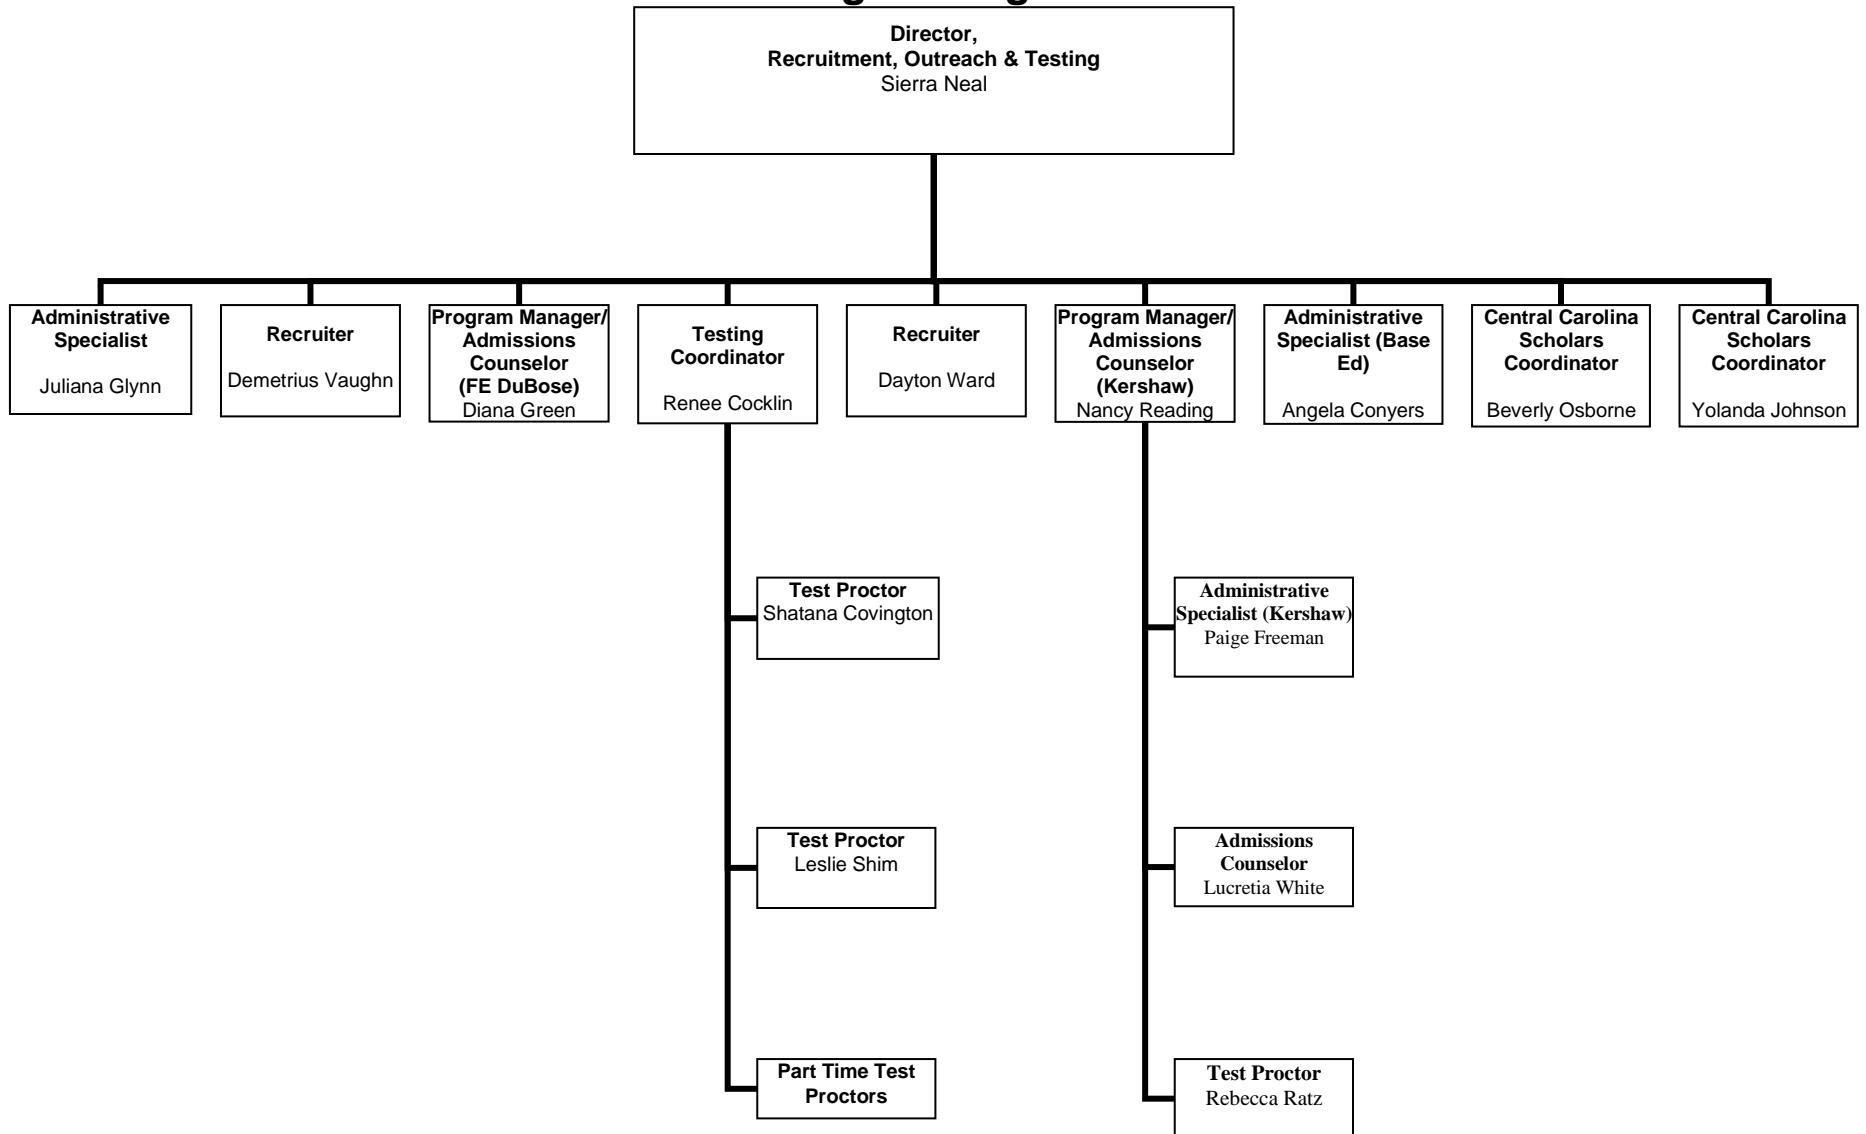 Director,
Recruitment, Outreach & Testing
Sierra Neal
Administrative
Specialist
Juliana Glynn
Recruiter
Demetrius Vaughn
Program Manager/
Admissions
Counselor
(FE DuBose)
Diana Green
Testing
Coordinator
Renee Cocklin
Recruiter
Dayton Ward
Program Manager/
Admissions
Counselor
(Kershaw)
Nancy Reading
Administrative
Specialist (Base
Ed)
Angela Conyers
Central Carolina
Scholars
Coordinator
Beverly Osborne
Central Carolina
Scholars
Coordinator
Yolanda Johnson
Test Proctor
Shatana Covington
Administrative
Specialist (Kershaw)
Paige Freeman
Test Proctor
Leslie Shim
Admissions
Counselor
Lucretia White
Part Time Test
Proctors
Test Proctor
Rebecca Ratz